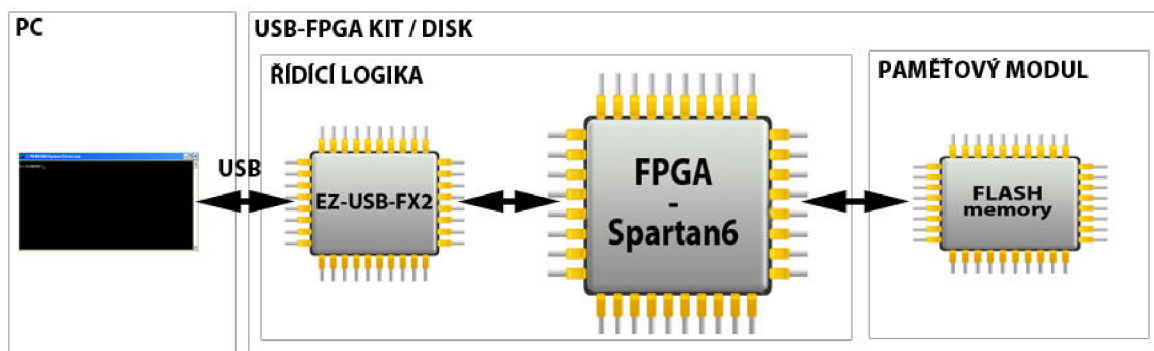 PC
USB-FPGA KIT / DISK
ŘÍDÍCÍ LOGIKA
PAMĚŤOVÝ MODUL
USB
EZ-USB-FX2
FPGA
-
Spartan6
FLASH
memory